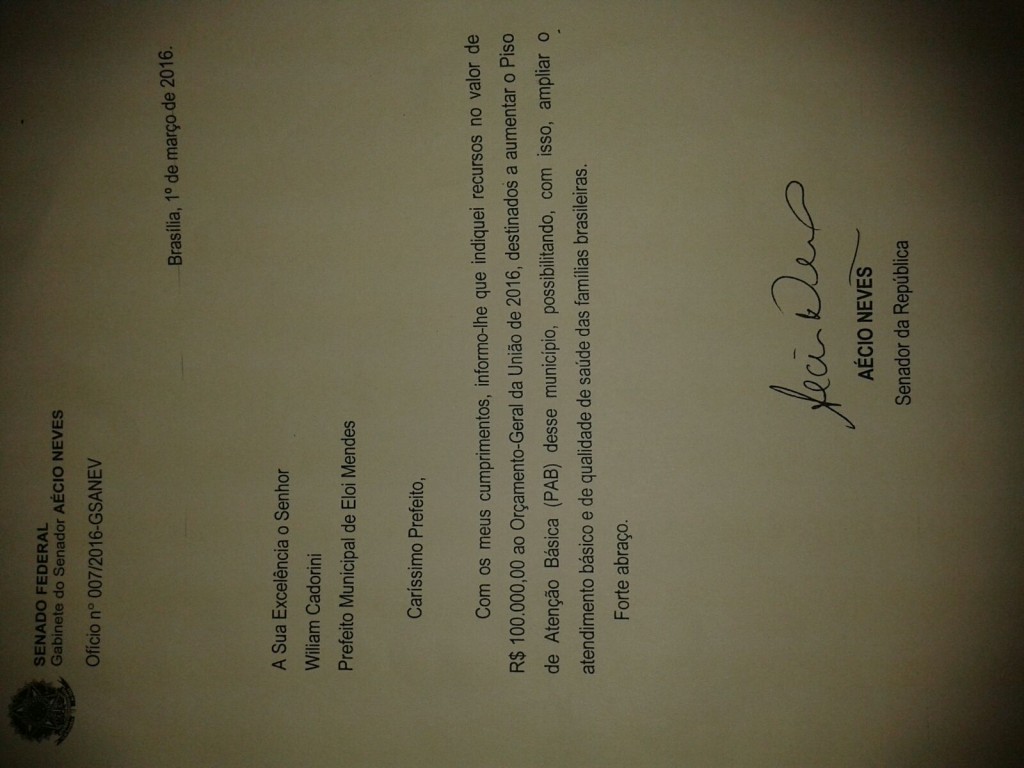 SENADO FEDERAL
Gabinete do Senador AÉCIO NEVES
Ofício n° 007/2016-GSANEV
Brasília, 1º de março de 2016.
A Sua Excelência o Senhor
Wiliam Cadorini
Prefeito Municipal de Eloi Mendes
Caríssimo Prefeito,
Com os meus cumprimentos, informo-lhe que indiquei recursos no valor de
R$ 100.000,00 ao Orçamento-Geral da União de 2016, destinados a aumentar o Piso
de Atenção Básica (PAB) desse município, possibilitando, com isso, ampliar o
atendimento básico e de qualidade de saúde das famílias brasileiras.
Forte abraço.
Aécio Neves
AÉCIO NEVES
Senador da República